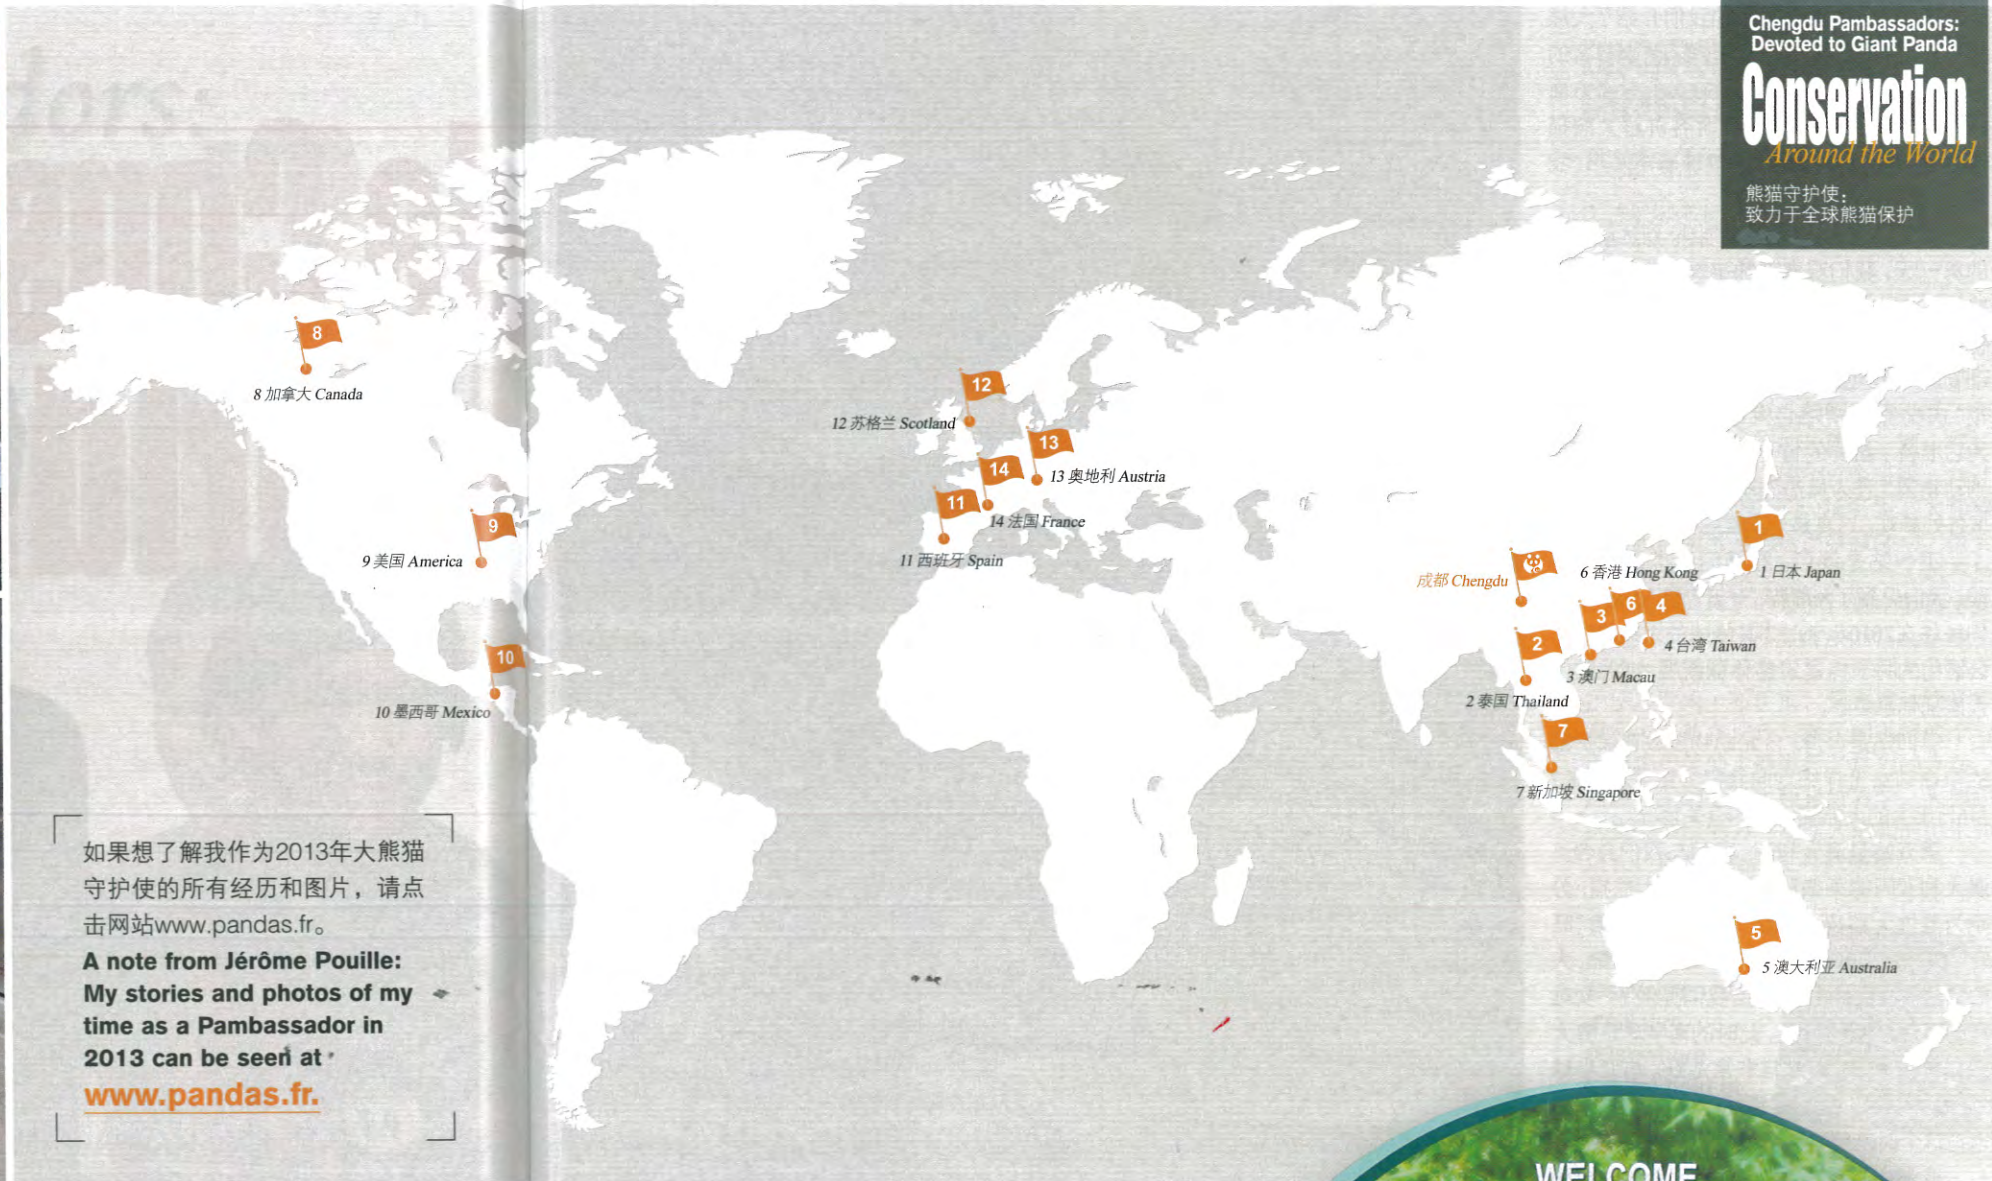 Chengdu Pambassadors:
Devoted to Giant Panda
Conservation
Around the World
熊猫守护使：
致力于全球熊猫保护
8
8 加拿大 Canada
12
12 苏格兰 Scotland
13
13 奥地利 Austria
14
14 法国 France
11
11 西班牙 Spain
9
9 美国 America
10
10 墨西哥 Mexico
成都 Chengdu
1
1 日本 Japan
6 香港 Hong Kong
3
6
4
4 台湾 Taiwan
3 澳门 Macau
2
2 泰国 Thailand
7
7 新加坡 Singapore
5
5 澳大利亚 Australia
如果想了解我作为2013年大熊猫
守护使的所有经历和图片，请点
击网站www.pandas.fr。
A note from Jérôme Pouille:
My stories and photos of my
time as a Pambassador in
2013 can be seen at
www.pandas.fr.
WELCOME